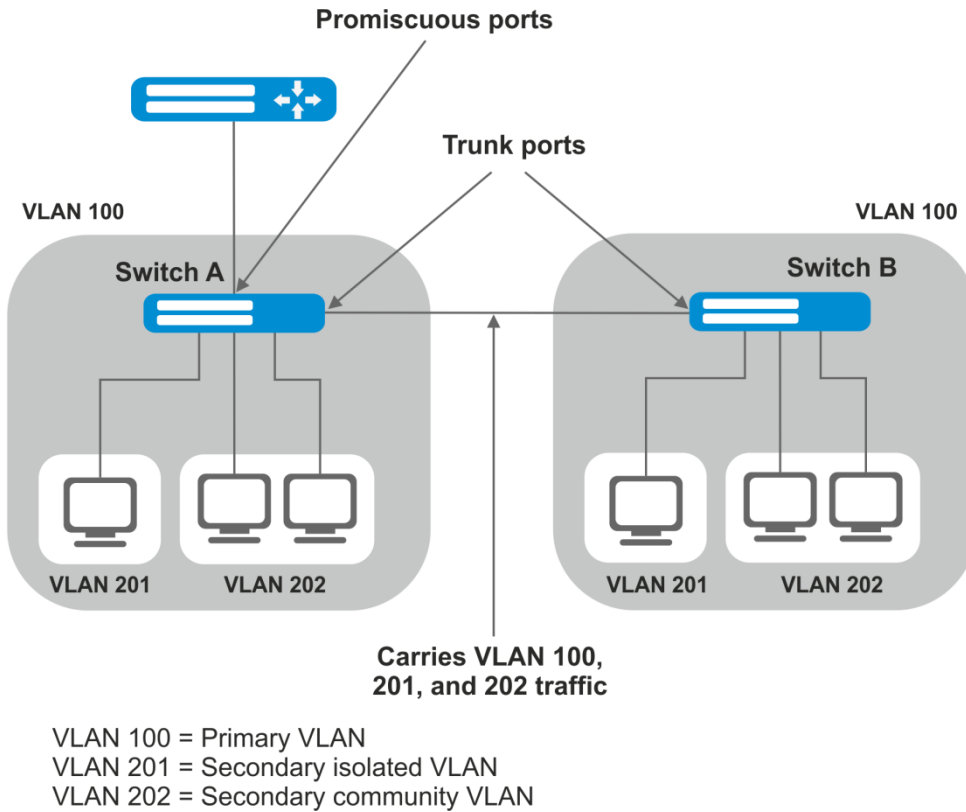 Promiscuous ports
Trunk ports
VLAN 100
VLAN 100
Switch A
Switch B
VLAN 201
VLAN 202
VLAN 201
VLAN 202
Carries VLAN 100,
201, and 202 traffic
VLAN 100 = Primary VLAN
VLAN 201 = Secondary isolated VLAN
VLAN 202 = Secondary community VLAN